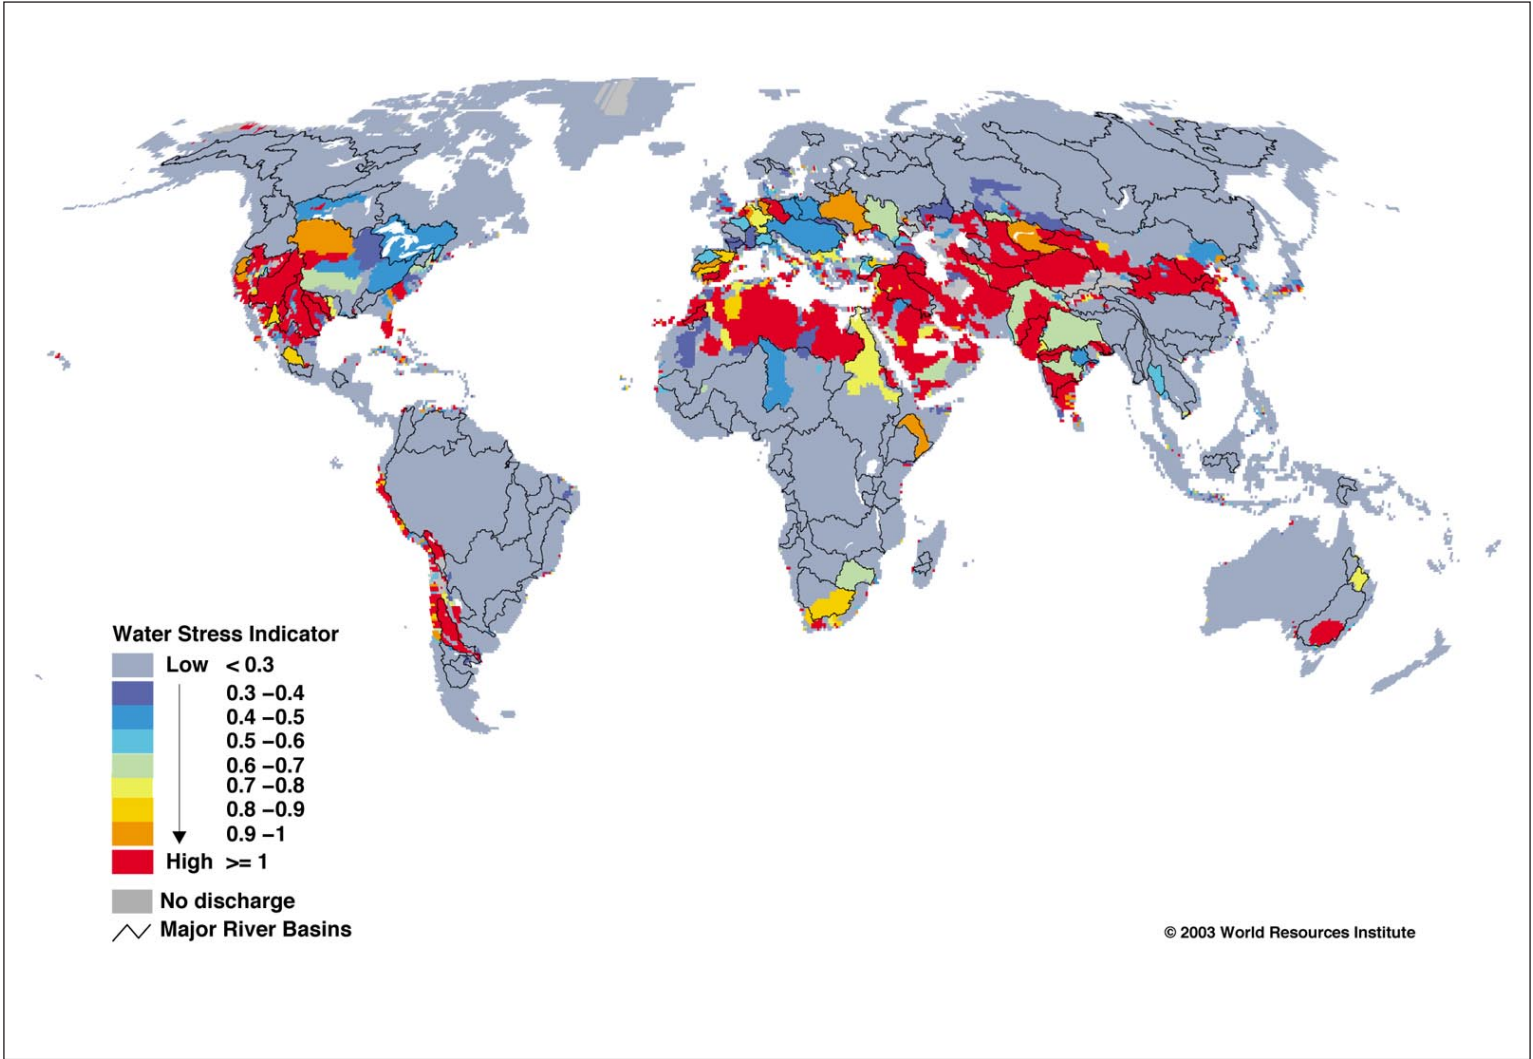 Water Stress Indicator
Low < 0.3
0.3 –0.4
0.4 –0.5
0.5 –0.6
0.6 –0.7
0.7 –0.8
0.8 –0.9
0.9 –1
High >= 1
No discharge
Major River Basins
© 2003 World Resources Institute